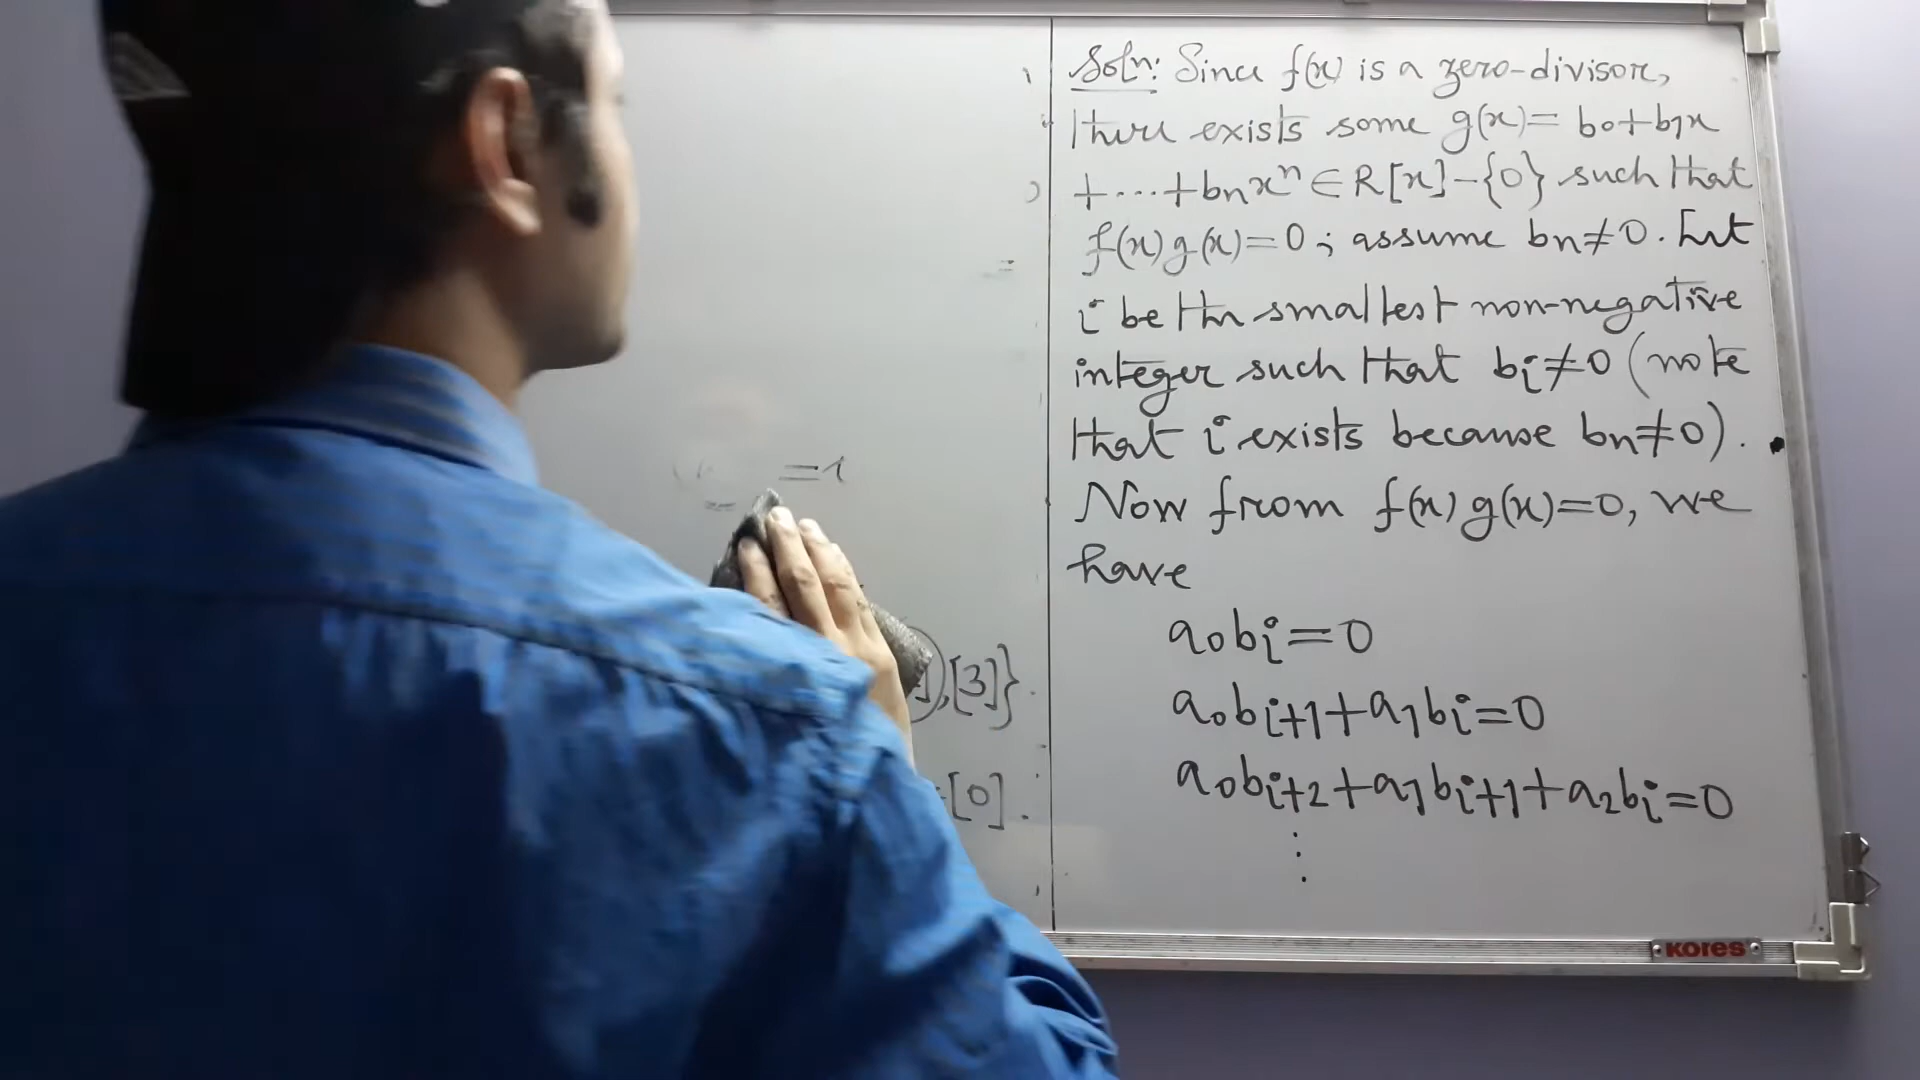 =1
=
,[3]}.
[0].
Soln: Since f(x) is a zero-divisor,
there exists some g(x)= b0+b1x
+...+bnxⁿ ∈ R[x]-{0} such that
f(x)g(x)=0; assume bn≠0. Let
i be the smallest non-negative
integer such that bi≠0 (note
that i exists because bn≠0).
Now from f(x)g(x)=0, we
have
a0bi=0
a0bi+1+a1bi=0
a0bi+2+a1bi+1+a2bi=0
⋮
KORES